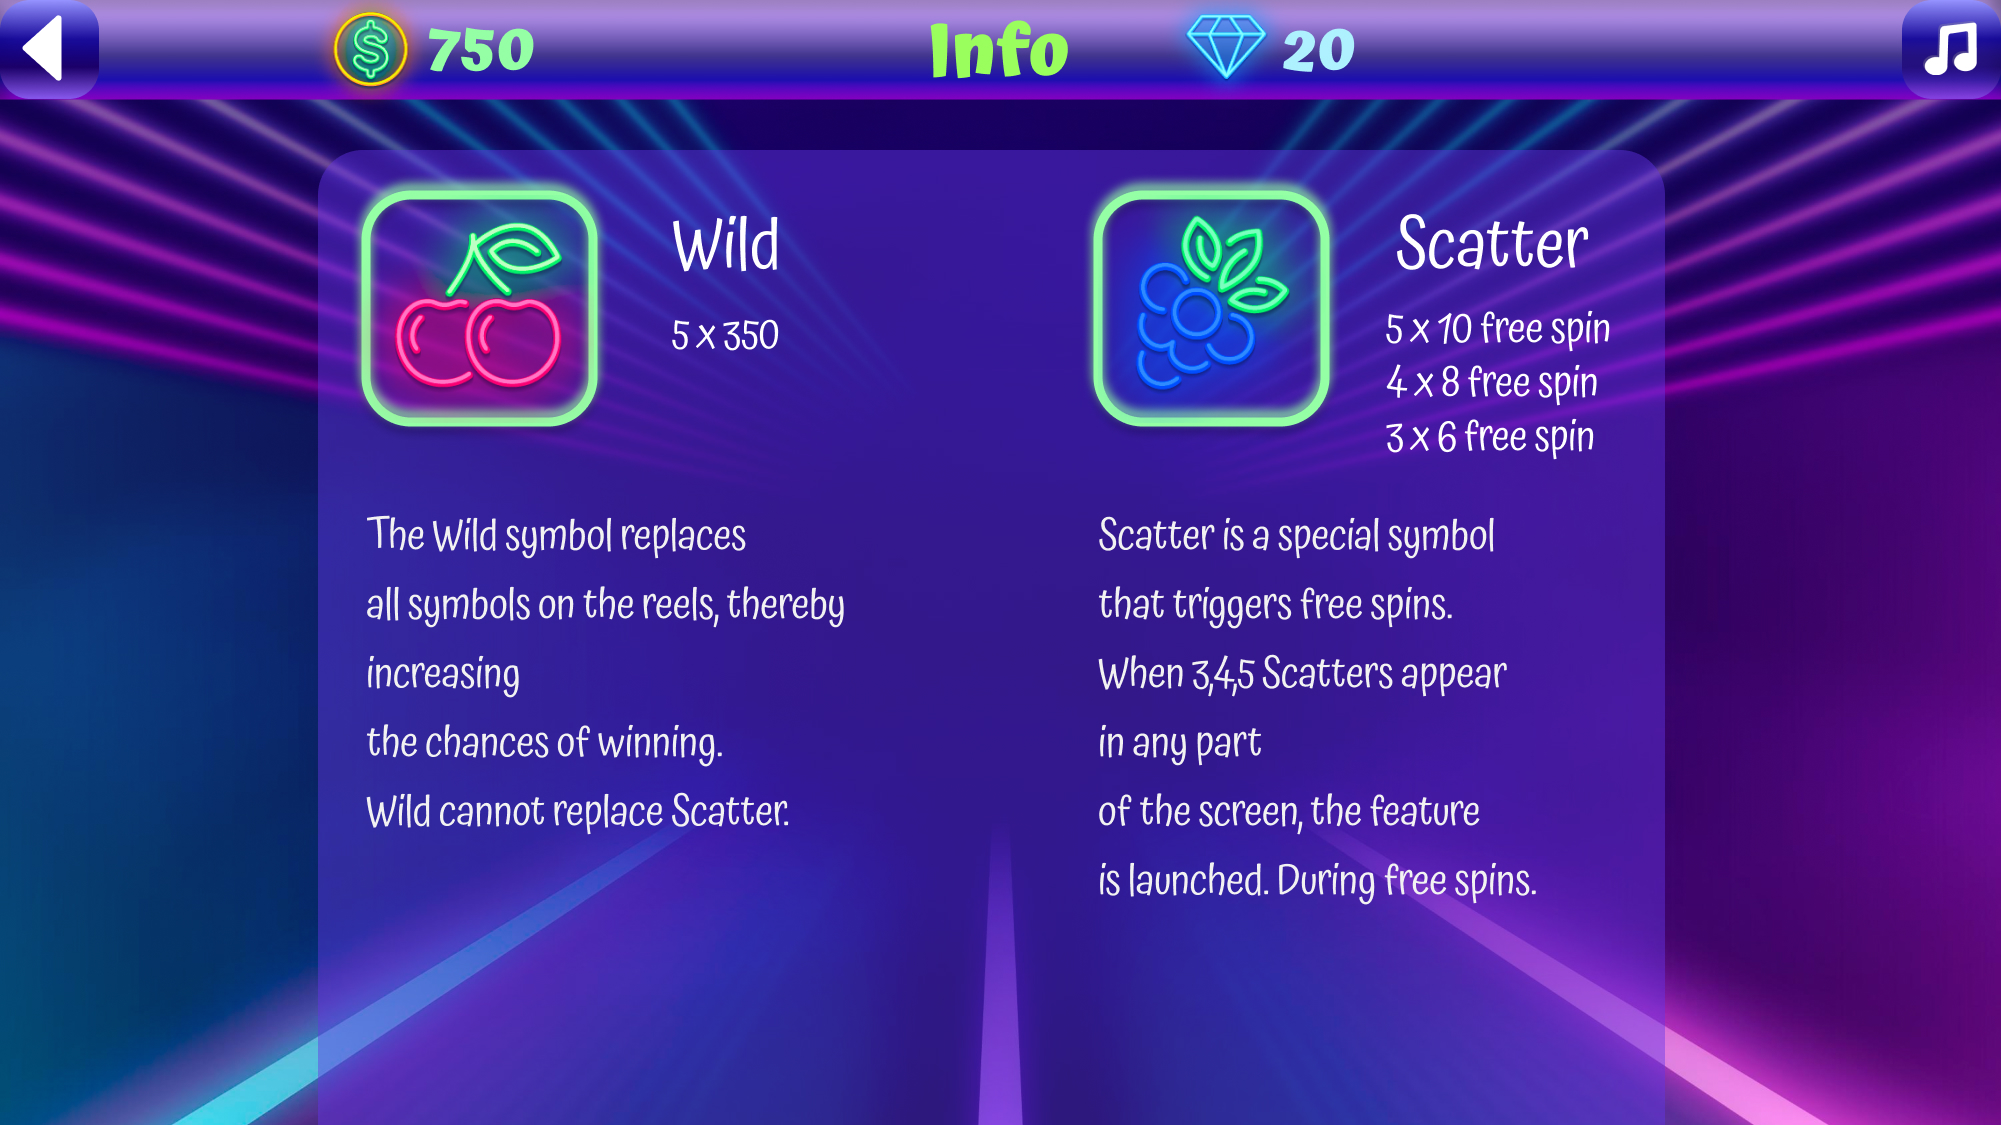 750
Info
20
Wild
5 x 350
The Wild symbol replaces
all symbols on the reels, thereby
increasing
the chances of winning.
Wild cannot replace Scatter.
Scatter
5 x 10 free spin
4 x 8 free spin
3 x 6 free spin
Scatter is a special symbol
that triggers free spins.
When 3,4,5 Scatters appear
in any part
of the screen, the feature
is launched. During free spins.